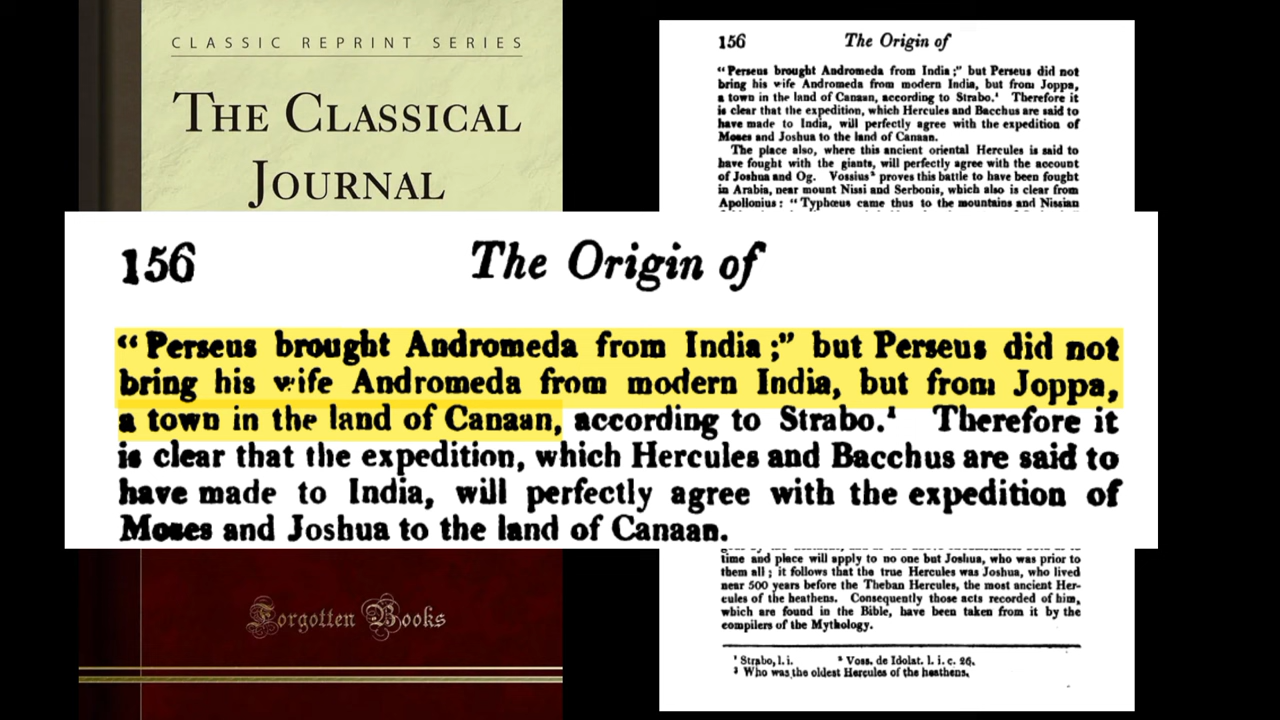 CLASSIC REPRINT SERIES
THE CLASSICAL
JOURNAL
Forgotten Books
156 The Origin of
“Perseus brought Andromeda from India;” but Perseus did not
bring his wife Andromeda from modern India, but from Joppa,
a town in the land of Canaan, according to Strabo.¹ Therefore it
is clear that the expedition, which Hercules and Bacchus are said to
have made to India, will perfectly agree with the expedition of
Moses and Joshua to the land of Canaan.
The place also, where this ancient oriental Hercules is said to
have fought with the giants, will perfectly agree with the account
of Joshua and Og. Vossius² proves this battle to have been fought
in Arabia, near mount Nissi and Serbonis, which also is clear from
Apollonius: “Typhœus came thus to the mountains and Nissian
156 The Origin of
“Perseus brought Andromeda from India;” but Perseus did not
bring his wife Andromeda from modern India, but from Joppa,
a town in the land of Canaan, according to Strabo.¹ Therefore it
is clear that the expedition, which Hercules and Bacchus are said to
have made to India, will perfectly agree with the expedition of
Moses and Joshua to the land of Canaan.
time and place will apply to no one but Joshua, who was prior to
them all; it follows that the true Hercules was Joshua, who lived
near 500 years before the Theban Hercules, the most ancient Her-
cules of the heathens. Consequently those acts recorded of him,
which are found in the Bible, have been taken from it by the
compilers of the Mythology.
¹ Strabo, l. i. ² Voss. de Idolat. l. i. c. 26.
³ Who was the oldest Hercules of the heathens.